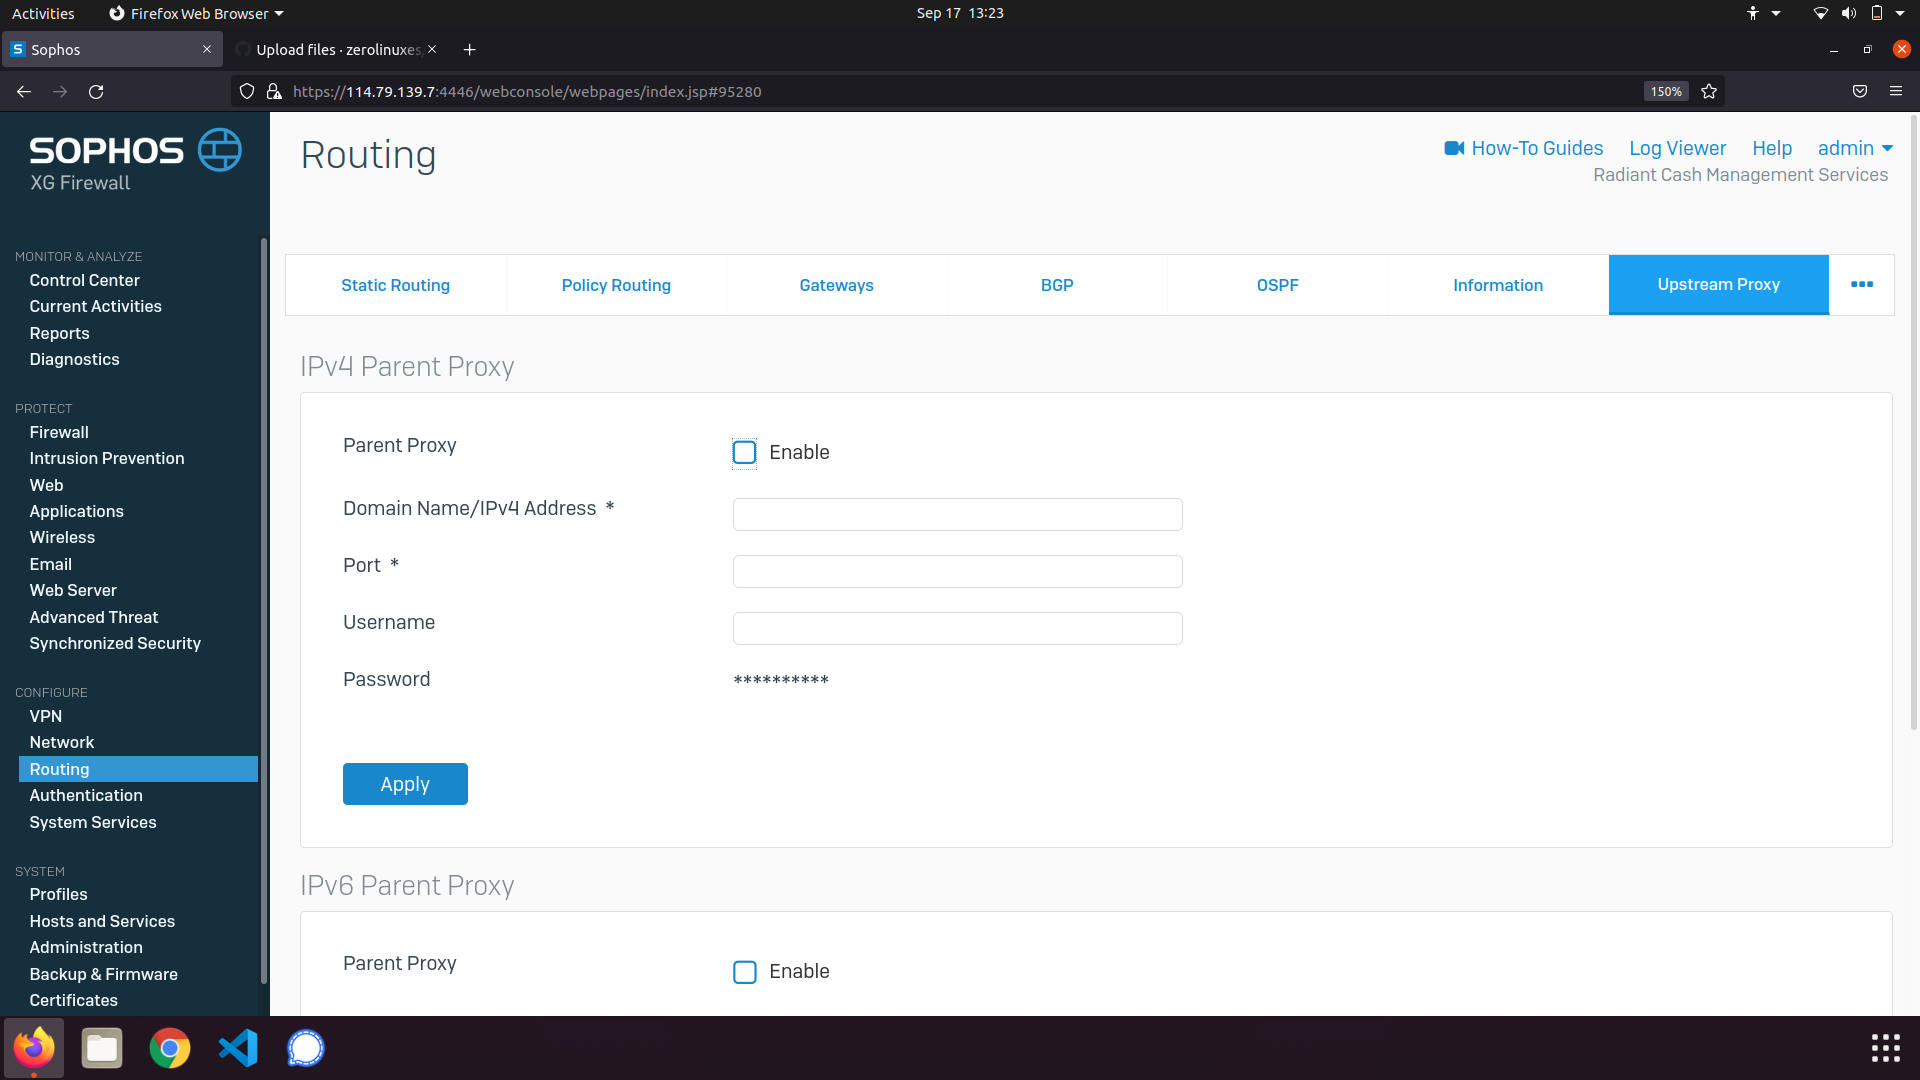 Activities
Firefox Web Browser
Sep 17 13:23
Sophos
Upload files · zerolinuxes
https://114.79.139.7:4446/webconsole/webpages/index.jsp#95280
150%
SOPHOS
XG Firewall
Routing
How-To Guides
Log Viewer
Help
admin
Radiant Cash Management Services
MONITOR & ANALYZE
Control Center
Current Activities
Reports
Diagnostics
PROTECT
Firewall
Intrusion Prevention
Web
Applications
Wireless
Email
Web Server
Advanced Threat
Synchronized Security
CONFIGURE
VPN
Network
Routing
Authentication
System Services
SYSTEM
Profiles
Hosts and Services
Administration
Backup & Firmware
Certificates
Static Routing
Policy Routing
Gateways
BGP
OSPF
Information
Upstream Proxy
IPv4 Parent Proxy
Parent Proxy
Enable
Domain Name/IPv4 Address *
Port *
Username
Password
**********
Apply
IPv6 Parent Proxy
Parent Proxy
Enable